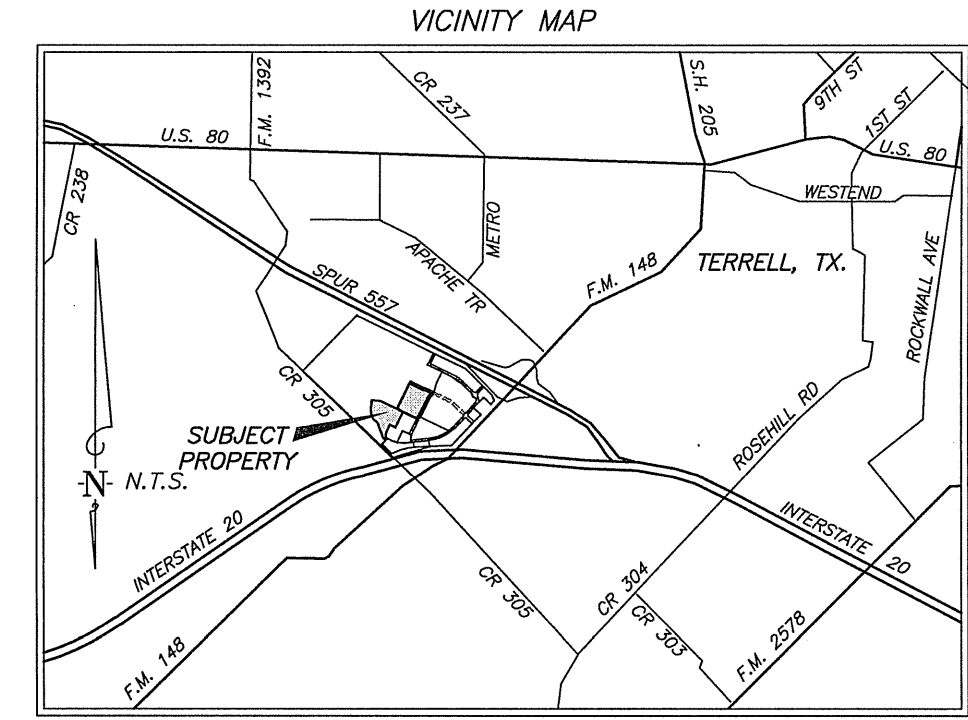 VICINITY MAP
F.M. 1392
CR 237
S.H. 205
9TH ST
1ST ST
U.S. 80
U.S. 80
CR 238
WESTEND
METRO
APACHE TR
F.M. 148
TERRELL, TX.
ROCKWALL AVE
SPUR 557
CR 305
SUBJECT
PROPERTY
ROSEHILL RD
N N.T.S.
INTERSTATE 20
INTERSTATE 20
CR 305
CR 304
CR 303
F.M. 2578
F.M. 148